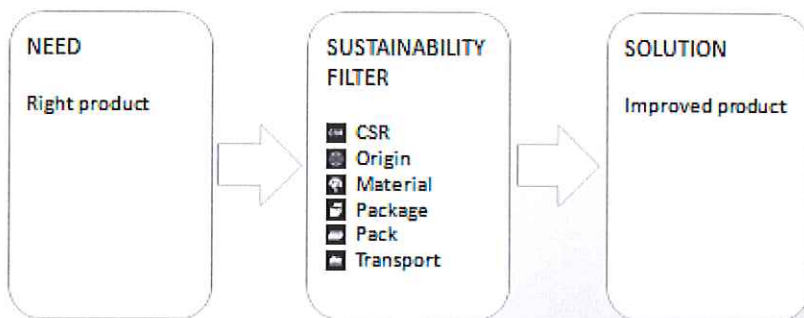 NEED
Right product
SUSTAINABILITY
FILTER
CSR
Origin
Material
Package
Pack
Transport
SOLUTION
Improved product